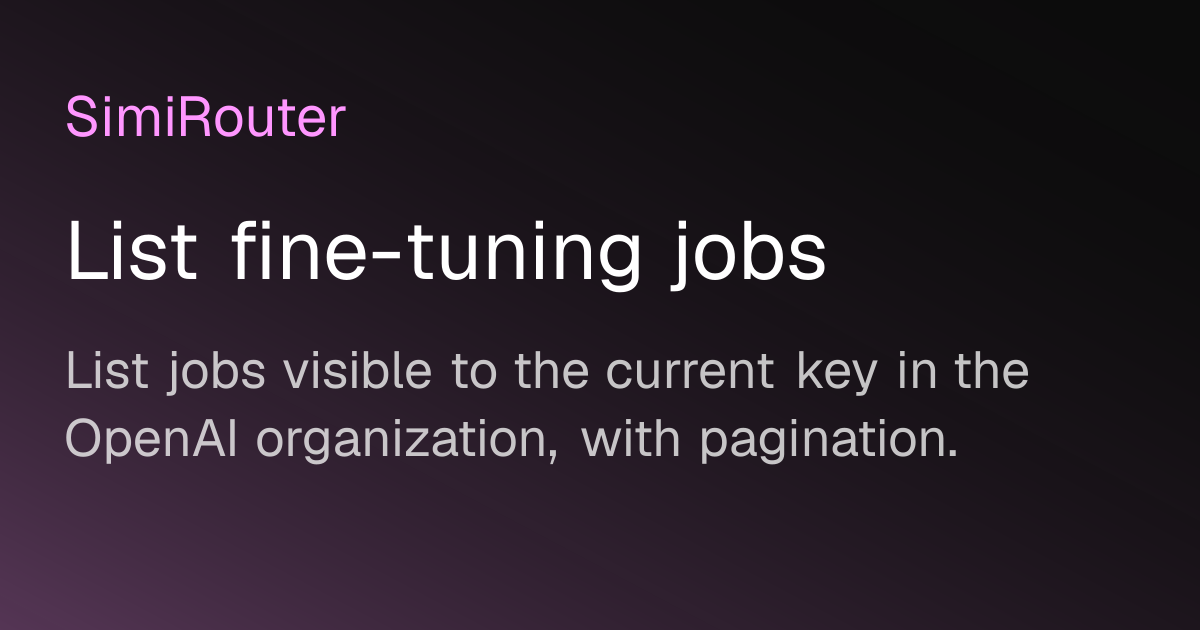 SimiRouter
List fine-tuning jobs
List jobs visible to the current key in the
OpenAI organization, with pagination.